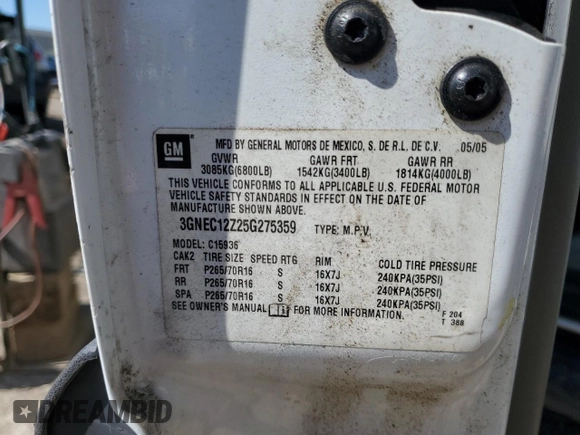 GM
MFD BY GENERAL MOTORS DE MEXICO, S. DE R.L. DE C.V. 05/05
GVWR GAWR FRT GAWR RR
3085KG(6800LB) 1542KG(3400LB) 1814KG(4000LB)
THIS VEHICLE CONFORMS TO ALL APPLICABLE U.S. FEDERAL MOTOR
VEHICLE SAFETY STANDARDS IN EFFECT ON THE DATE OF
MANUFACTURE SHOWN ABOVE.
3GNEC12Z25G275359 TYPE: M.P.V.
MODEL: C15936
CAK2 TIRE SIZE SPEED RTG RIM COLD TIRE PRESSURE
FRT P265/70R16 S 16X7J 240KPA(35PSI)
RR P265/70R16 S 16X7J 240KPA(35PSI)
SPA P265/70R16 S 16X7J 240KPA(35PSI)
SEE OWNER'S MANUAL FOR MORE INFORMATION.
F 204
T 388
DREAMBID